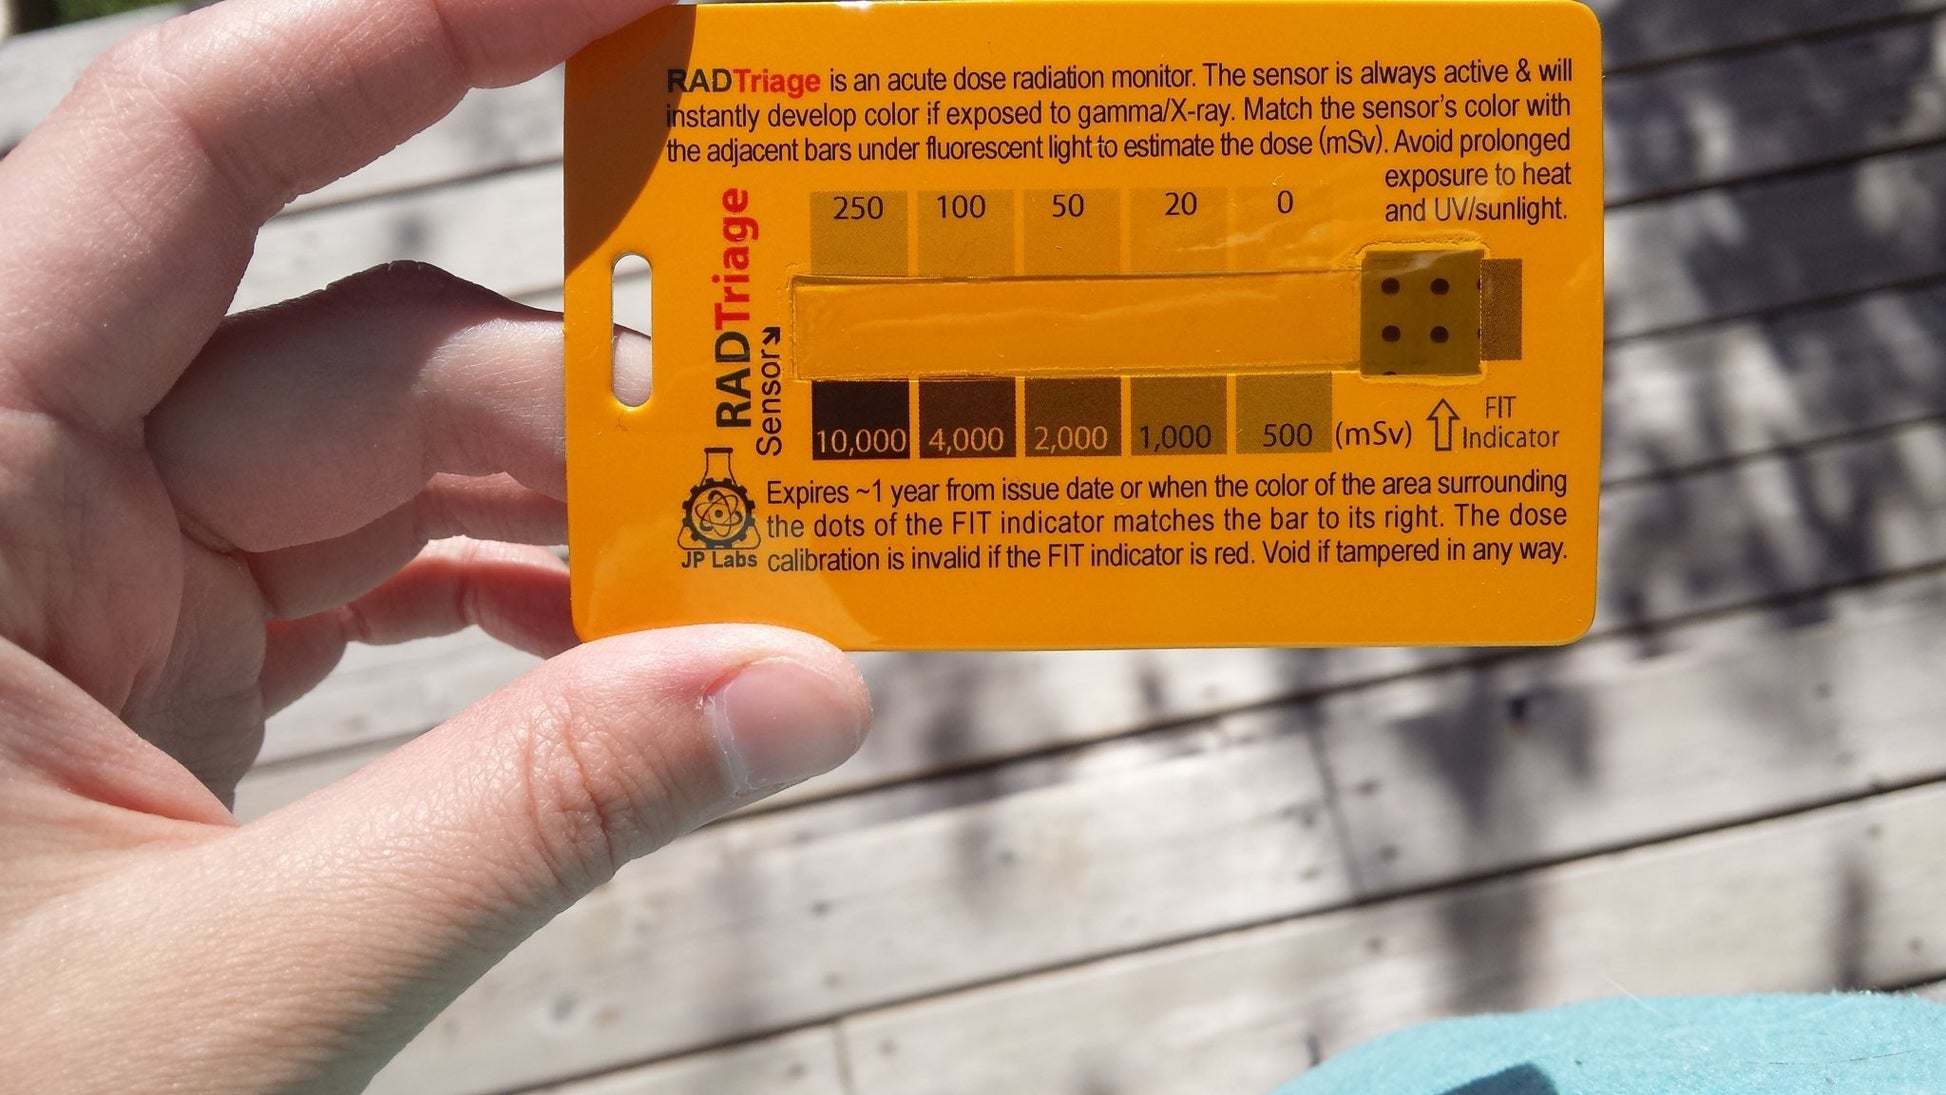 RADTriage is an acute dose radiation monitor. The sensor is always active & will
instantly develop color if exposed to gamma/X-ray. Match the sensor's color with
the adjacent bars under fluorescent light to estimate the dose (mSv). Avoid prolonged
exposure to heat
and UV/sunlight.
RADTriage
Sensor
250 100 50 20 0
10,000 4,000 2,000 1,000 500 (mSv)
FIT
Indicator
JP Labs
Expires ~1 year from issue date or when the color of the area surrounding
the dots of the FIT indicator matches the bar to its right. The dose
calibration is invalid if the FIT indicator is red. Void if tampered in any way.